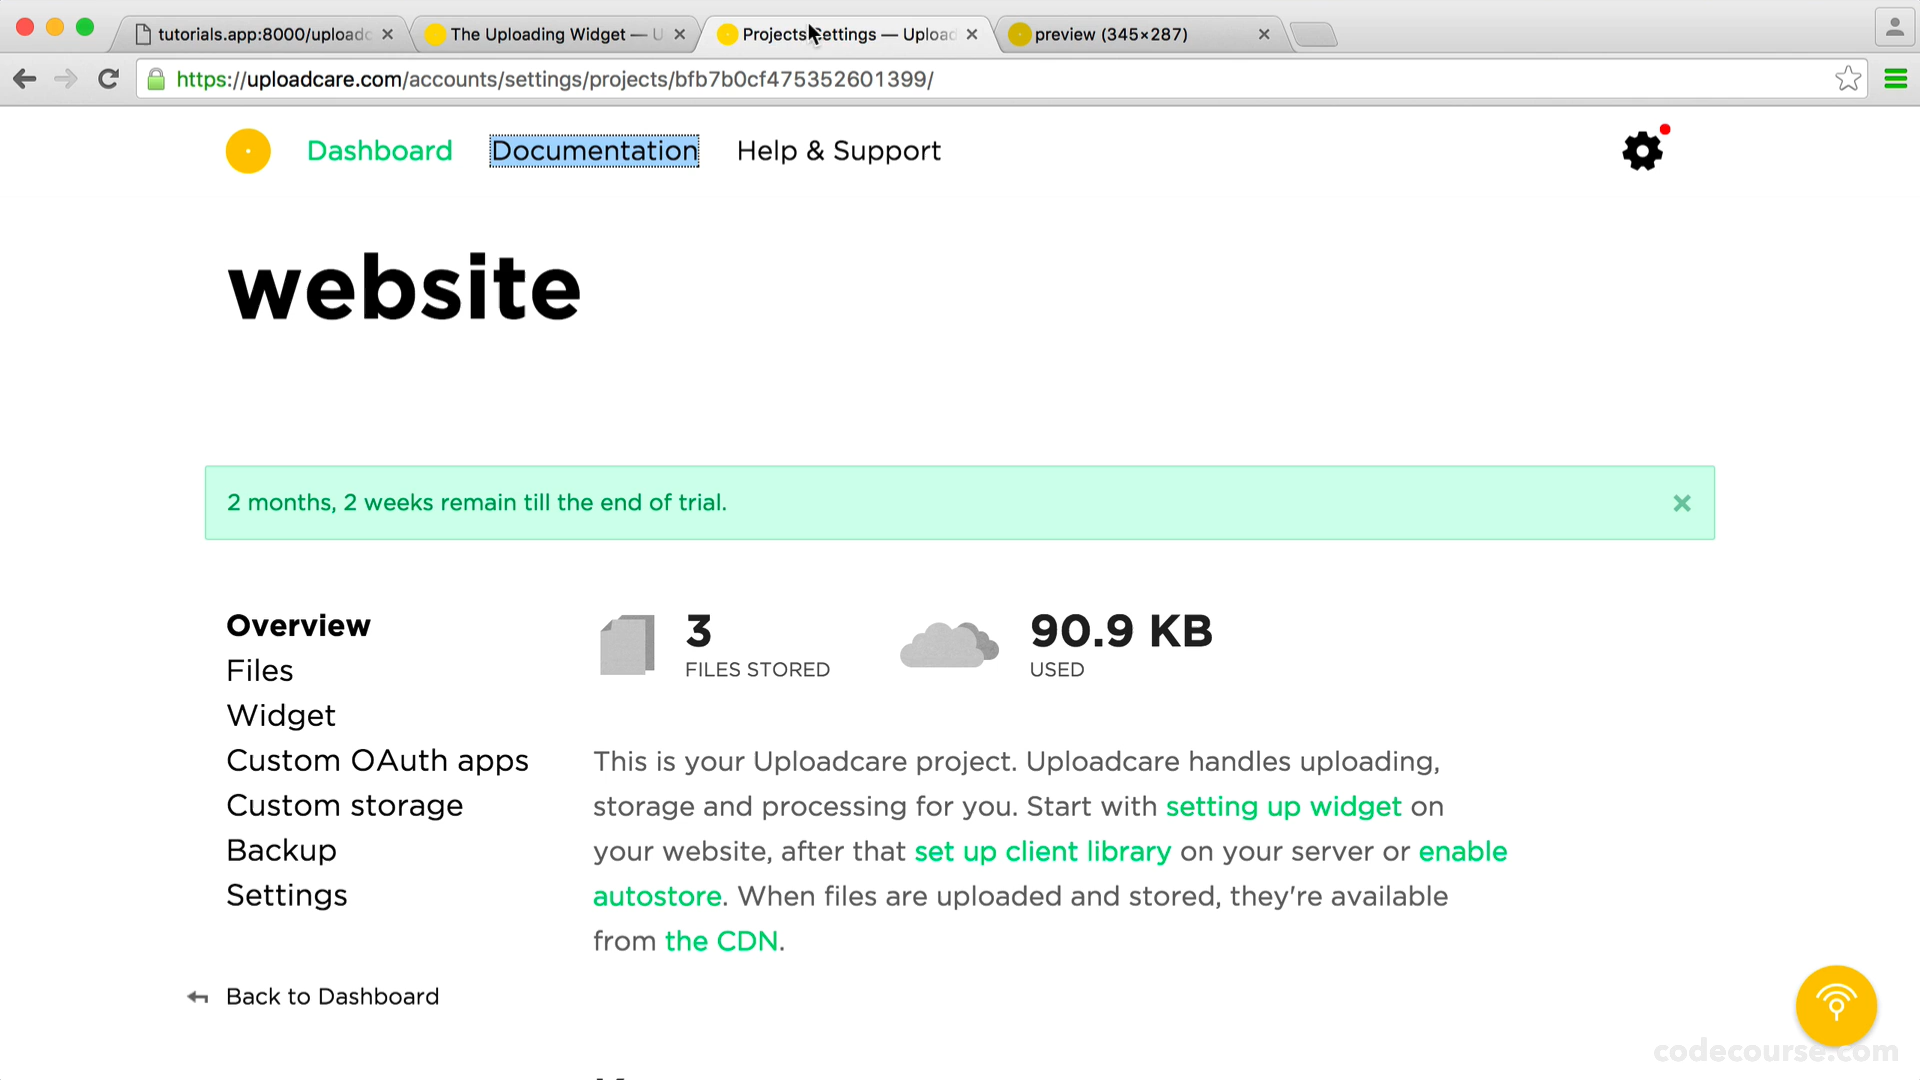 tutorials.app:8000/uploadc
The Uploading Widget — U
Projects Settings — Upload
preview (345×287)
https://uploadcare.com/accounts/settings/projects/bfb7b0cf475352601399/
Dashboard
Documentation
Help & Support
website
2 months, 2 weeks remain till the end of trial.
Overview
Files
Widget
Custom OAuth apps
Custom storage
Backup
Settings
Back to Dashboard
3
FILES STORED
90.9 KB
USED
This is your Uploadcare project. Uploadcare handles uploading,
storage and processing for you. Start with setting up widget on
your website, after that set up client library on your server or enable
autostore. When files are uploaded and stored, they're available
from the CDN.
codecourse.com